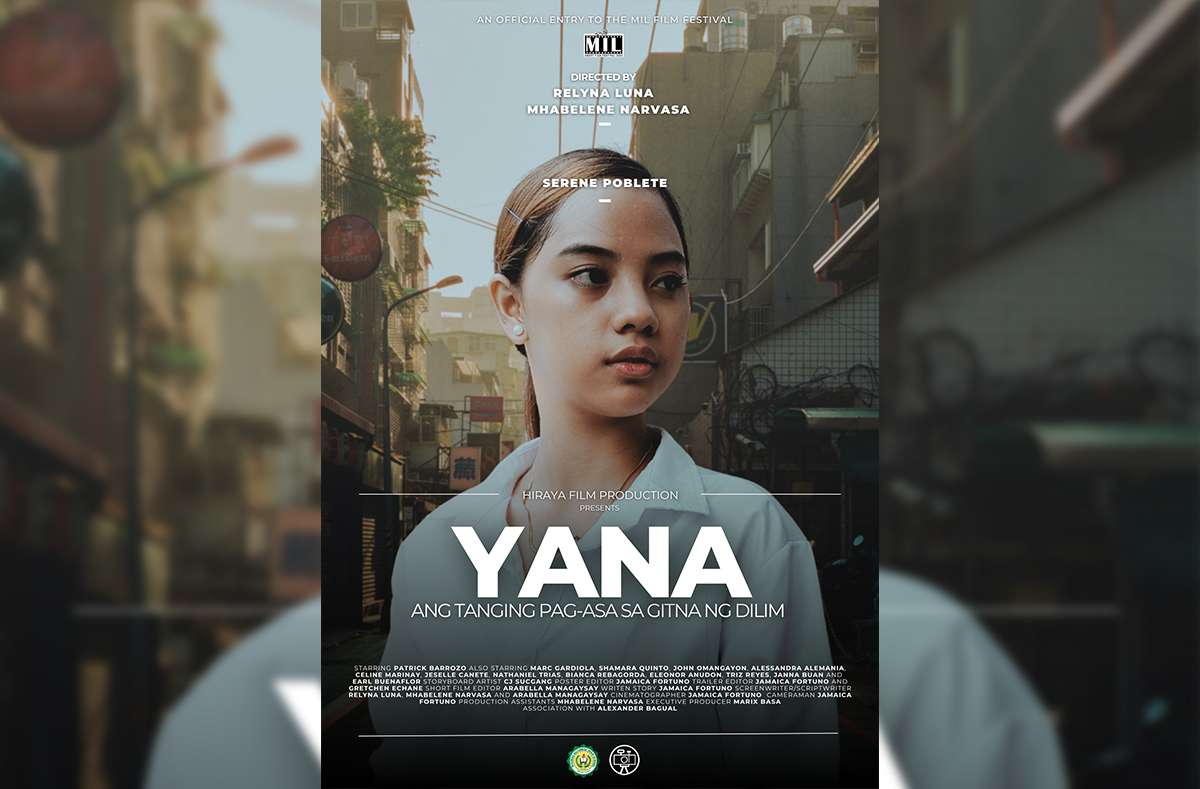 AN OFFICIAL ENTRY TO THE MIL FILM FESTIVAL
MIL
DIRECTED BY
RELYNA LUNA
MHABELENE NARVASA
SERENE POBLETE
藤
HIRAYA FILM PRODUCTION
PRESENTS
YANA
ANG TANGING PAG-ASA SA GITNA NG DILIM
STARRING PATRICK BARROZO ALSO STARRING MARC GARDIOLA, SHAMARA QUINTO, JOHN OMANGAYON, ALESSANDRA ALEMANIA,
CELINE MARINAY, JESELLE CANETE, NATHANIEL TRIAS, BIANCA REBAGORDA, ELEONOR ANUDON, TRIZ REYES, JANNA BUAN AND
EARL BUENAFLOR STORYBOARD ARTIST CJ SUCGANG POSTER EDITOR JAMAICA FORTUNO TRAILER EDITOR JAMAICA FORTUNO AND
GRETCHEN ECHANE SHORT FILM EDITOR ARABELLA MANAGAYSAY WRITEN STORY JAMAICA FORTUNO SCREENWRITER/SCRIPTWRITER
RELYNA LUNA, MHABELENE NARVASA AND ARABELLA MANAGAYSAY CINEMATOGRAPHER JAMAICA FORTUNO CAMERAMAN JAMAICA
FORTUNO PRODUCTION ASSISTANTS MHABELENE NARVASA EXECUTIVE PRODUCER MARIX BASA
ASSOCIATION WITH ALEXANDER BAGUAL